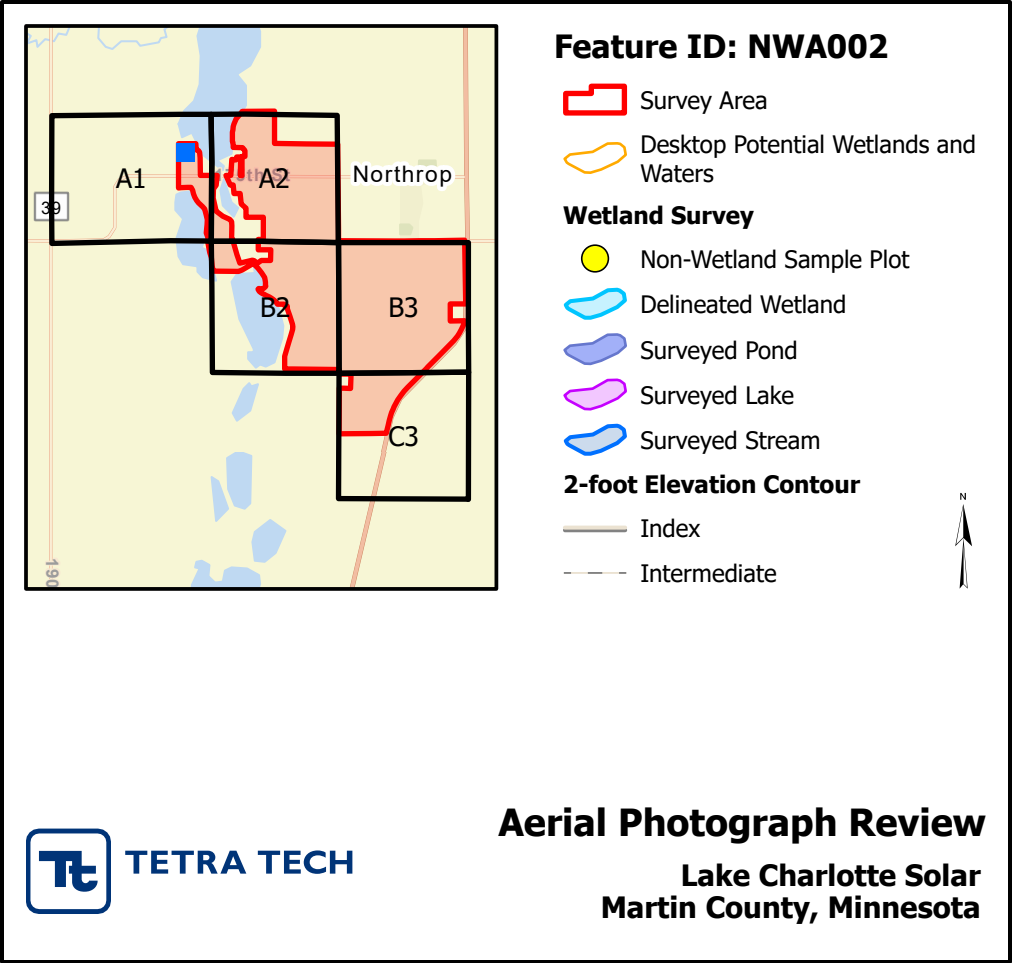 Feature ID: NWA002
Survey Area
Desktop Potential Wetlands and
Waters
Wetland Survey
Non-Wetland Sample Plot
Delineated Wetland
Surveyed Pond
Surveyed Lake
Surveyed Stream
2-foot Elevation Contour
Index
Intermediate
N
A1
A2
Northrop
39
B2
B3
C3
190
Aerial Photograph Review
Tt TETRA TECH
Lake Charlotte Solar
Martin County, Minnesota